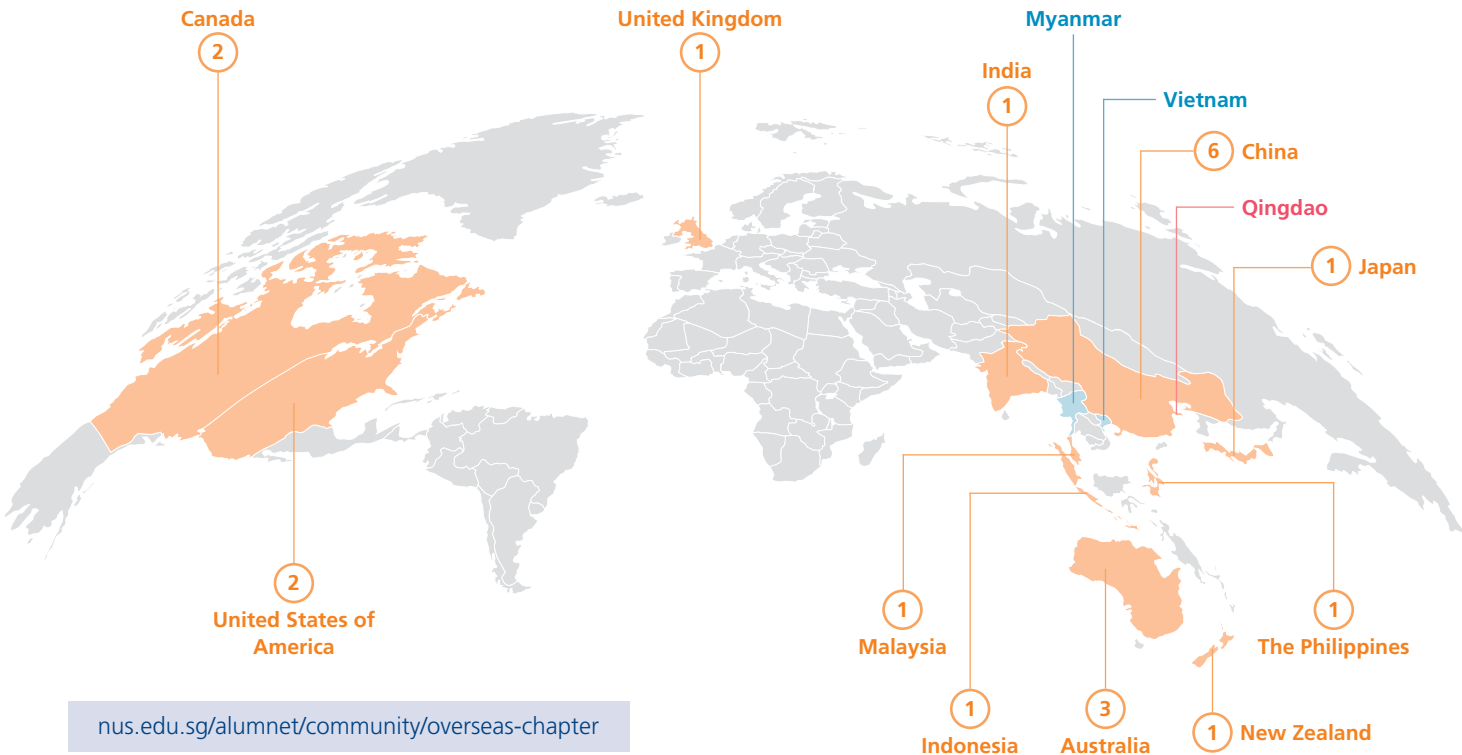 Canada
2
United Kingdom
1
Myanmar
India
1
Vietnam
6 China
Qingdao
1 Japan
2
United States of
America
1
Malaysia
1
The Philippines
1
Indonesia
3
Australia
1 New Zealand
nus.edu.sg/alumnet/community/overseas-chapter